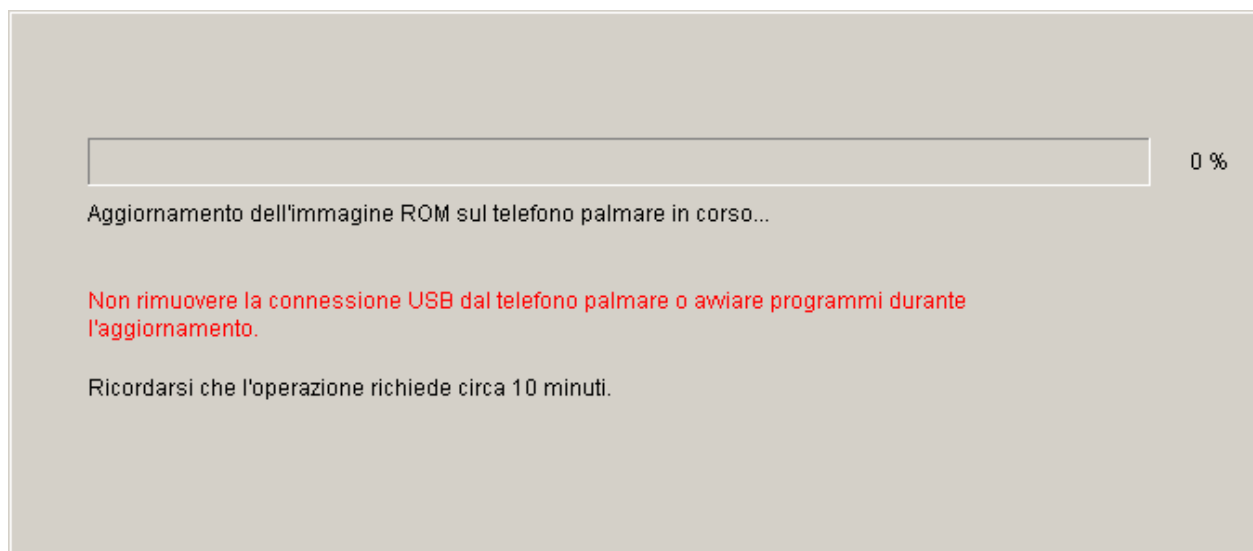 0 %
Aggiornamento dell'immagine ROM sul telefono palmare in corso...
Non rimuovere la connessione USB dal telefono palmare o avviare programmi durante
l'aggiornamento.
Ricordarsi che l'operazione richiede circa 10 minuti.